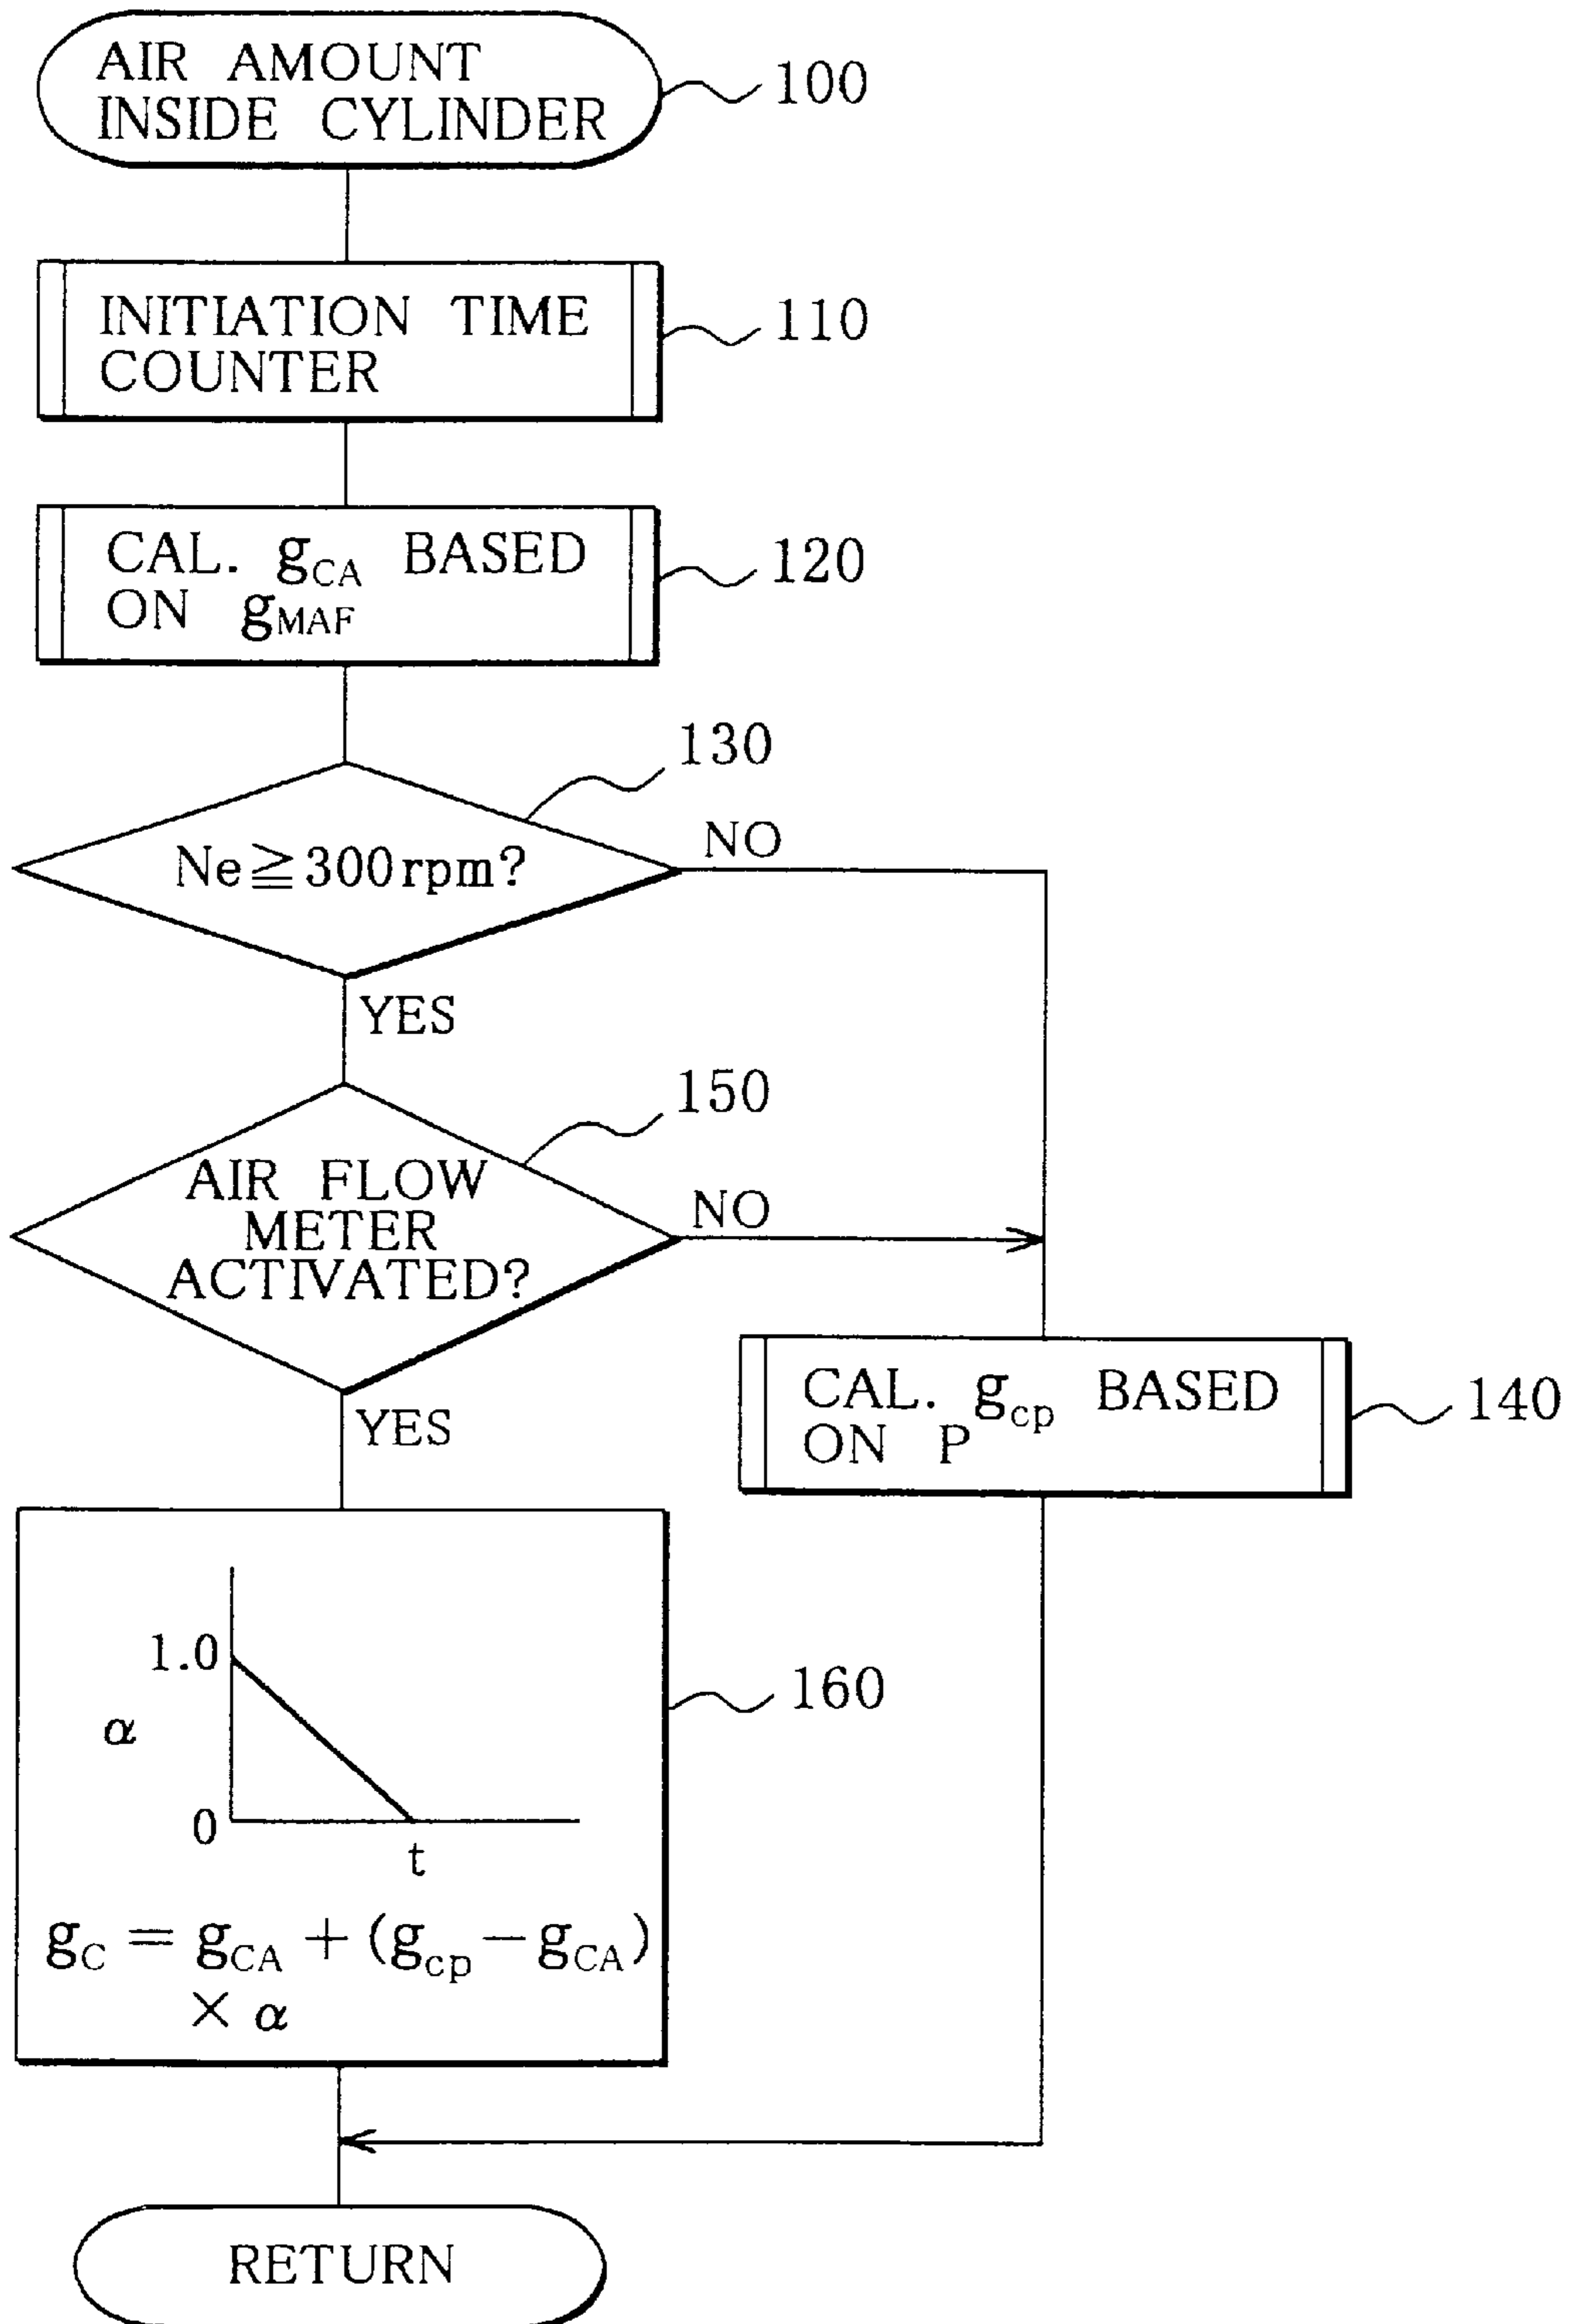 AIR AMOUNT
INSIDE CYLINDER
100
INITIATION TIME
COUNTER
110
CAL. gCA BASED
ON gMAF
120
130
Ne≧300rpm?
NO
YES
150
AIR FLOW
METER
ACTIVATED?
NO
YES
CAL. gcp BASED
ON P
140
1.0
α
0
t
160
gC = gCA + (gcp − gCA)
× α
RETURN